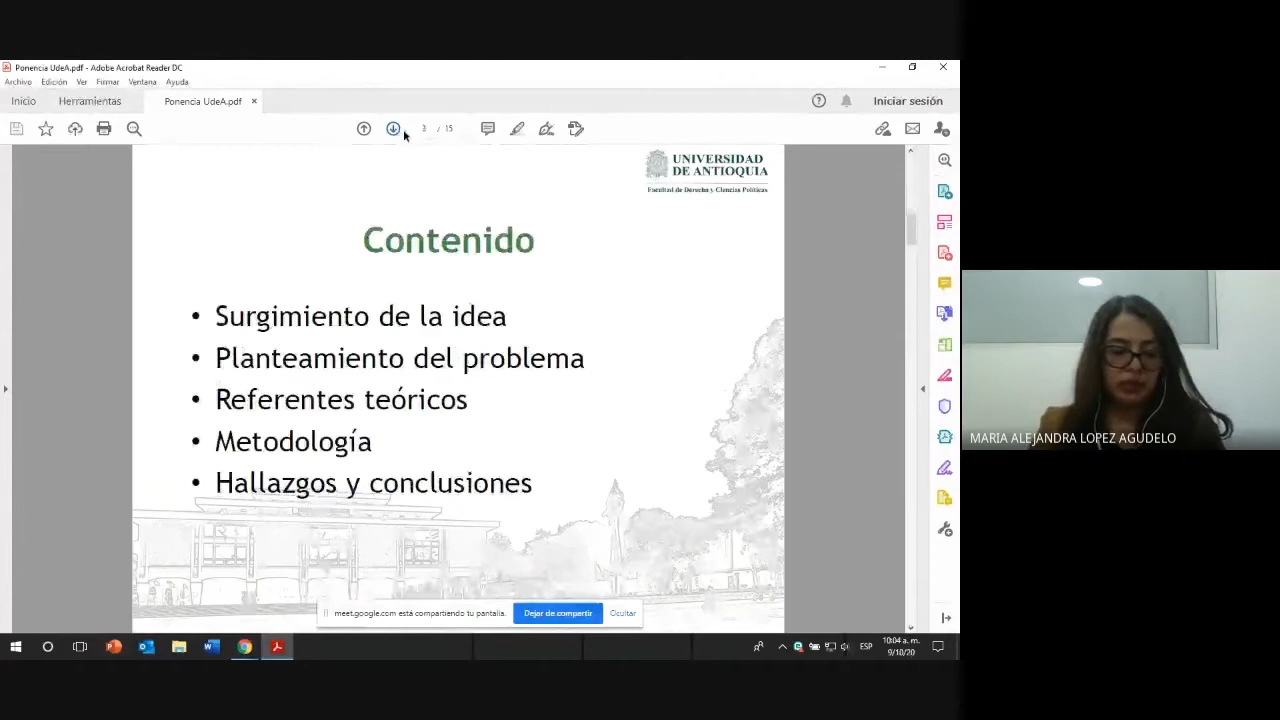 Ponencia UdeA.pdf - Adobe Acrobat Reader DC
Archivo Edición Ver Firmar Ventana Ayuda
Inicio Herramientas Ponencia UdeA.pdf × Iniciar sesión
3 / 15
UNIVERSIDAD
DE ANTIOQUIA
Facultad de Derecho y Ciencias Políticas
Contenido
• Surgimiento de la idea
• Planteamiento del problema
• Referentes teóricos
• Metodología
• Hallazgos y conclusiones
MARIA ALEJANDRA LOPEZ AGUDELO
meet.google.com está compartiendo tu pantalla. Dejar de compartir Ocultar
ESP
10:04 a. m.
9/10/20